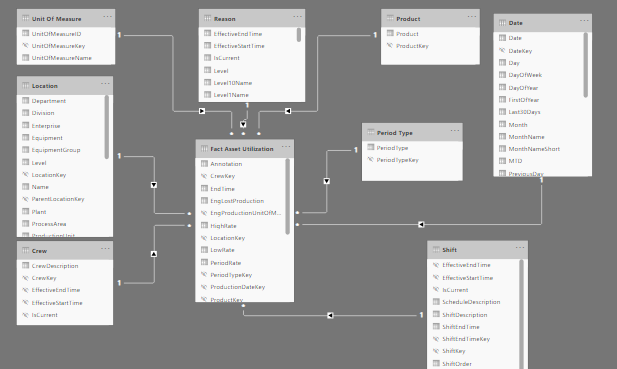 Unit Of Measure
UnitOfMeasureID
UnitOfMeasureKey
UnitOfMeasureName
1
Reason
EffectiveEndTime
EffectiveStartTime
IsCurrent
Level
Level10Name
Level1Name
1
Product
Product
ProductKey
1
Date
Date
DateKey
Day
DayOfWeek
DayOfYear
FirstOfYear
Last30Days
Month
MonthName
MonthNameShort
MTD
PreviousDay
1
Location
Department
Division
Enterprise
Equipment
EquipmentGroup
Level
LocationKey
Name
ParentLocationKey
Plant
ProcessArea
ProductionUnit
1
Fact Asset Utilization
Annotation
CrewKey
EndTime
EngLostProduction
EngProductionUnitOfM...
HighRate
LocationKey
LowRate
PeriodRate
PeriodTypeKey
ProductionDateKey
ProductKey
Period Type
PeriodType
PeriodTypeKey
1
Crew
CrewDescription
CrewKey
EffectiveEndTime
EffectiveStartTime
IsCurrent
1
Shift
EffectiveEndTime
EffectiveStartTime
IsCurrent
ScheduleDescription
ShiftDescription
ShiftEndTime
ShiftEndTimeKey
ShiftKey
ShiftOrder
1